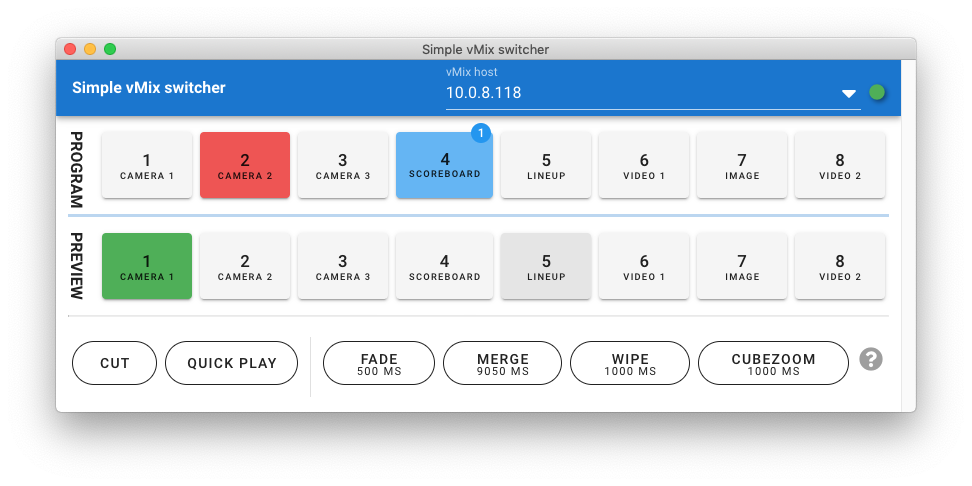 Simple vMix switcher
vMix host
Simple vMix switcher
10.0.8.118
PROGRAM
1
CAMERA 1
2
CAMERA 2
3
CAMERA 3
1
4
SCOREBOARD
5
LINEUP
6
VIDEO 1
7
IMAGE
8
VIDEO 2
PREVIEW
1
CAMERA 1
2
CAMERA 2
3
CAMERA 3
4
SCOREBOARD
5
LINEUP
6
VIDEO 1
7
IMAGE
8
VIDEO 2
CUT
QUICK PLAY
FADE
500 MS
MERGE
9050 MS
WIPE
1000 MS
CUBEZOOM
1000 MS
?